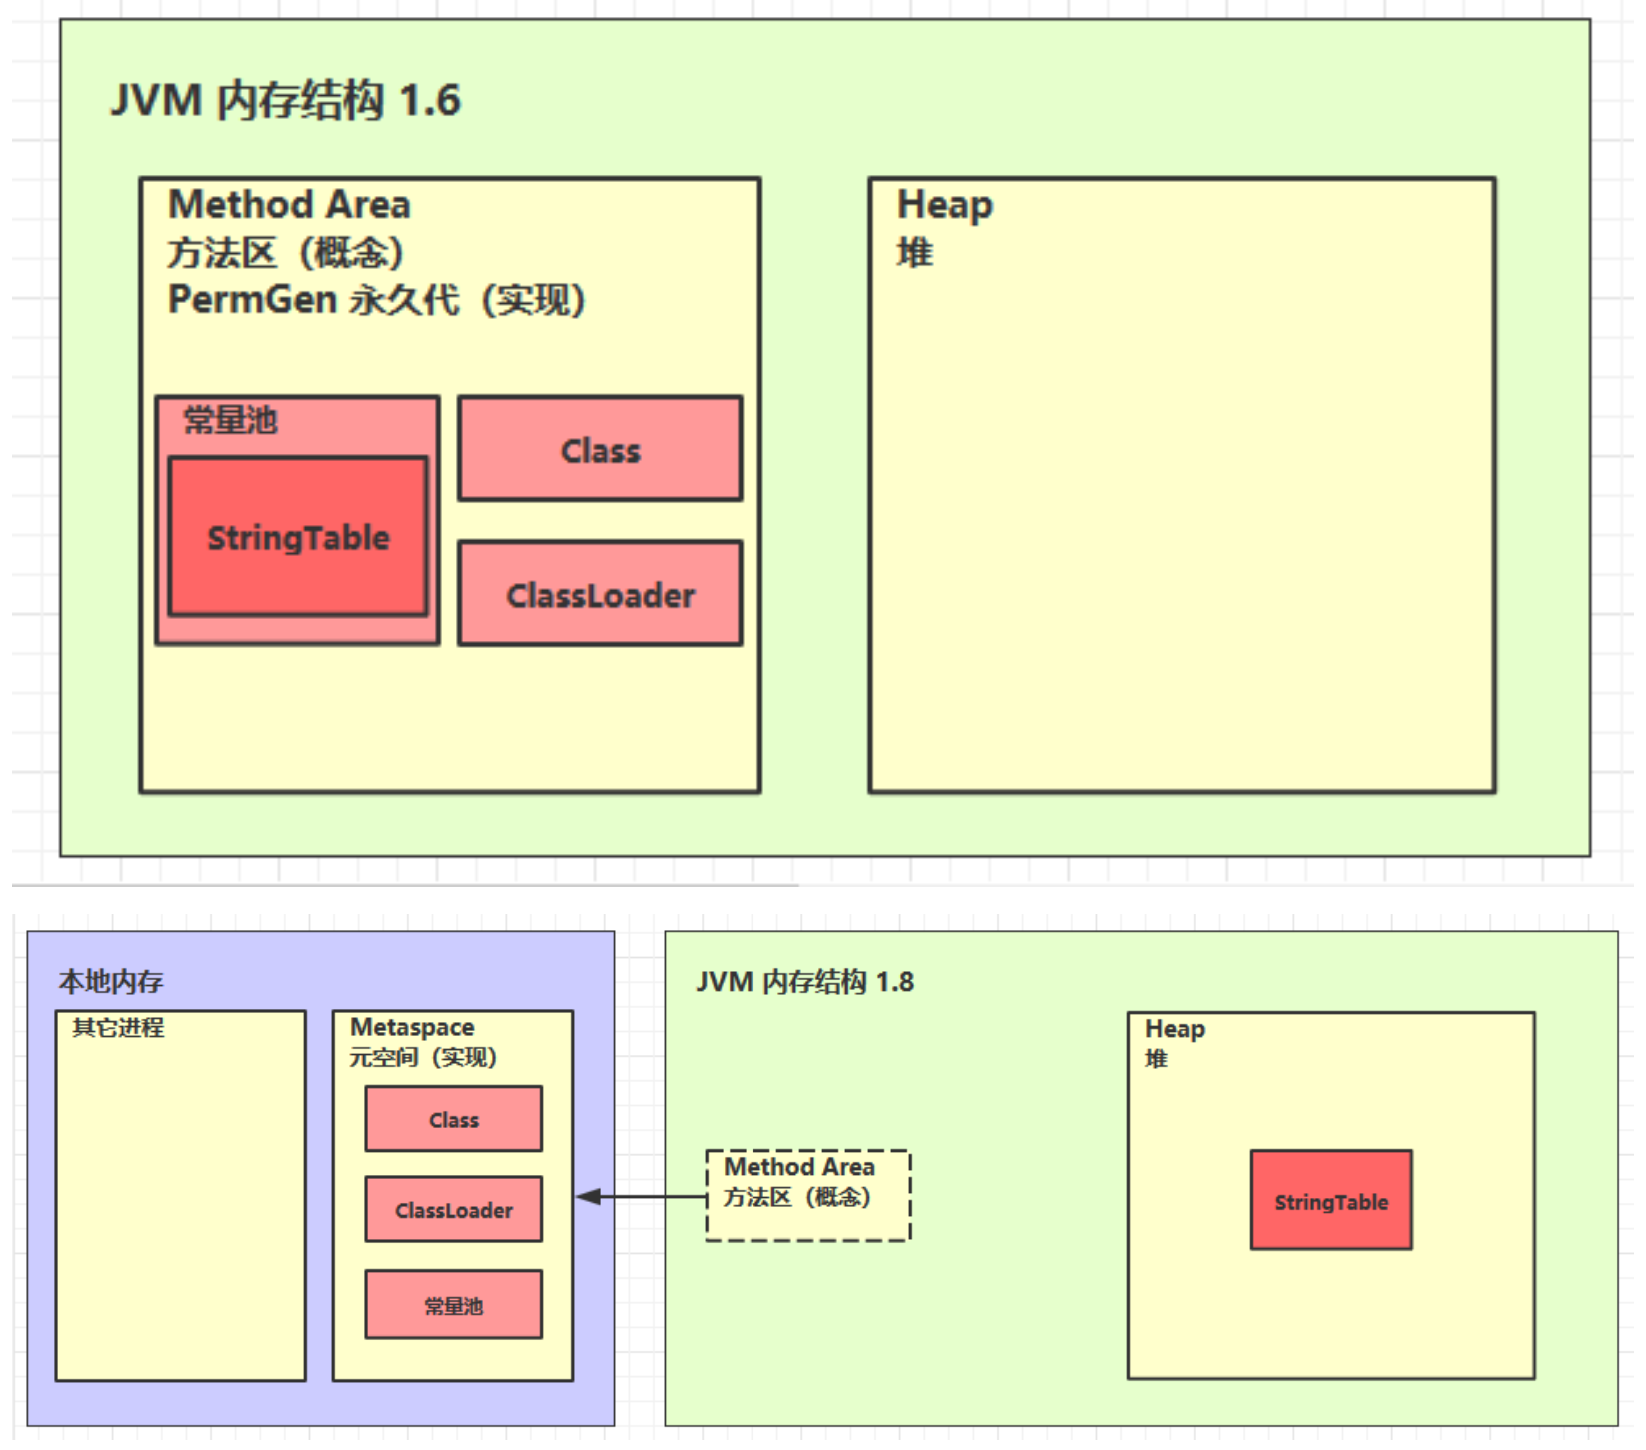 JVM 内存结构 1.6
Method Area
方法区（概念）
PermGen 永久代（实现）
常量池
StringTable
Class
ClassLoader
Heap
堆
本地内存
其它进程
Metaspace
元空间（实现）
Class
ClassLoader
常量池
JVM 内存结构 1.8
Method Area
方法区（概念）
Heap
堆
StringTable